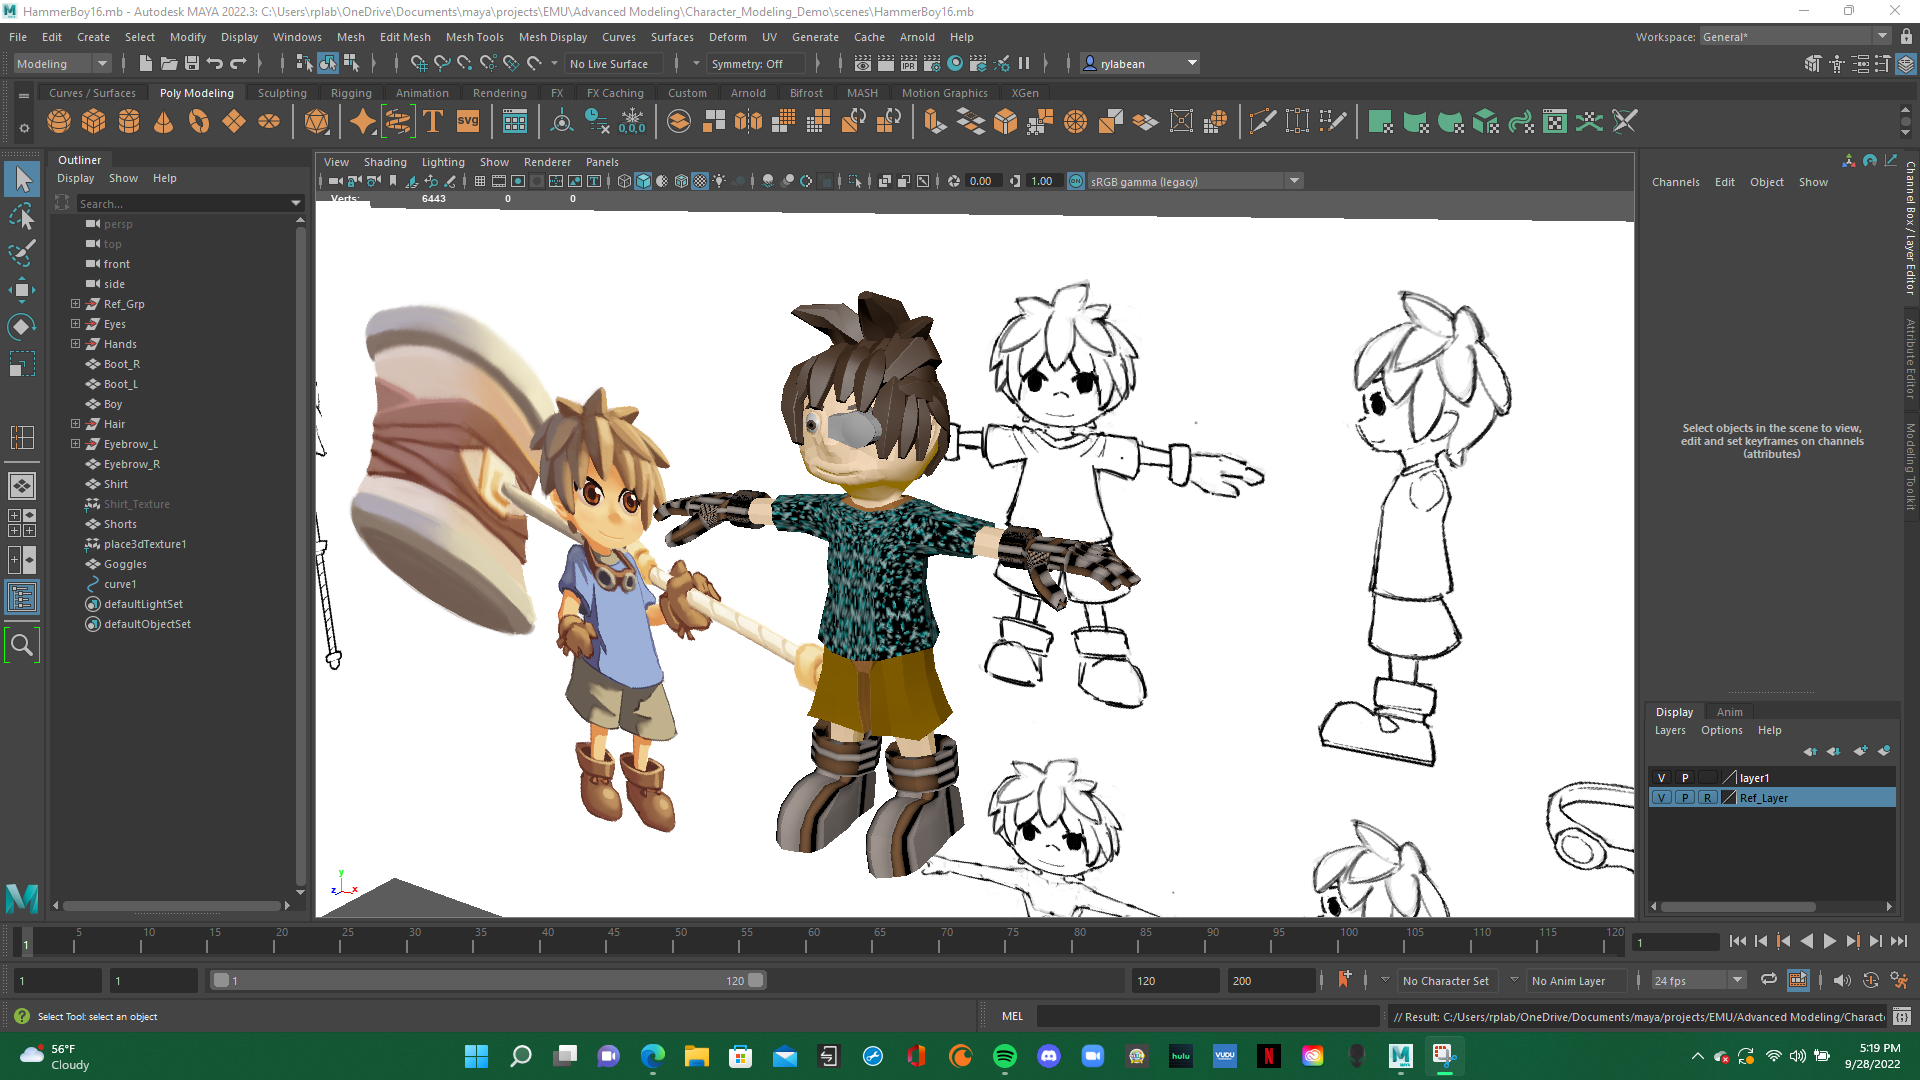 HammerBoy16.mb - Autodesk MAYA 2022.3: C:\Users\rplab\OneDrive\Documents\maya\projects\EMU\Advanced Modeling\Character_Modeling_Demo\scenes\HammerBoy16.mb
File Edit Create Select Modify Display Windows Mesh Edit Mesh Mesh Tools Mesh Display Curves Surfaces Deform UV Generate Cache Arnold Help
Workspace: General*
Modeling No Live Surface Symmetry: Off rylabean
Curves / Surfaces Poly Modeling Sculpting Rigging Animation Rendering FX FX Caching Custom Arnold Bifrost MASH Motion Graphics XGen
Outliner
Display Show Help
Search...
persp
top
front
side
Ref_Grp
Eyes
Hands
Boot_R
Boot_L
Boy
Hair
Eyebrow_L
Eyebrow_R
Shirt
Shirt_Texture
Shorts
place3dTexture1
Goggles
curve1
defaultLightSet
defaultObjectSet
View Shading Lighting Show Renderer Panels
0.00 1.00 sRGB gamma (legacy)
Verts: 6443 0 0
Channels Edit Object Show
Select objects in the scene to view,
edit and set keyframes on channels
(attributes)
Channel Box / Layer Editor
Attribute Editor
Modeling Toolkit
Display Anim
Layers Options Help
V P layer1
V P R Ref_Layer
1 5 10 15 20 25 30 35 40 45 50 55 60 65 70 75 80 85 90 95 100 105 110 115 120 1
1 1 1 120 120 200 No Character Set No Anim Layer 24 fps
Select Tool: select an object
MEL
// Result: C:/Users/rplab/OneDrive/Documents/maya/projects/EMU/Advanced Modeling/Charact
56°F
Cloudy
hulu
VUDU
5:19 PM
9/28/2022